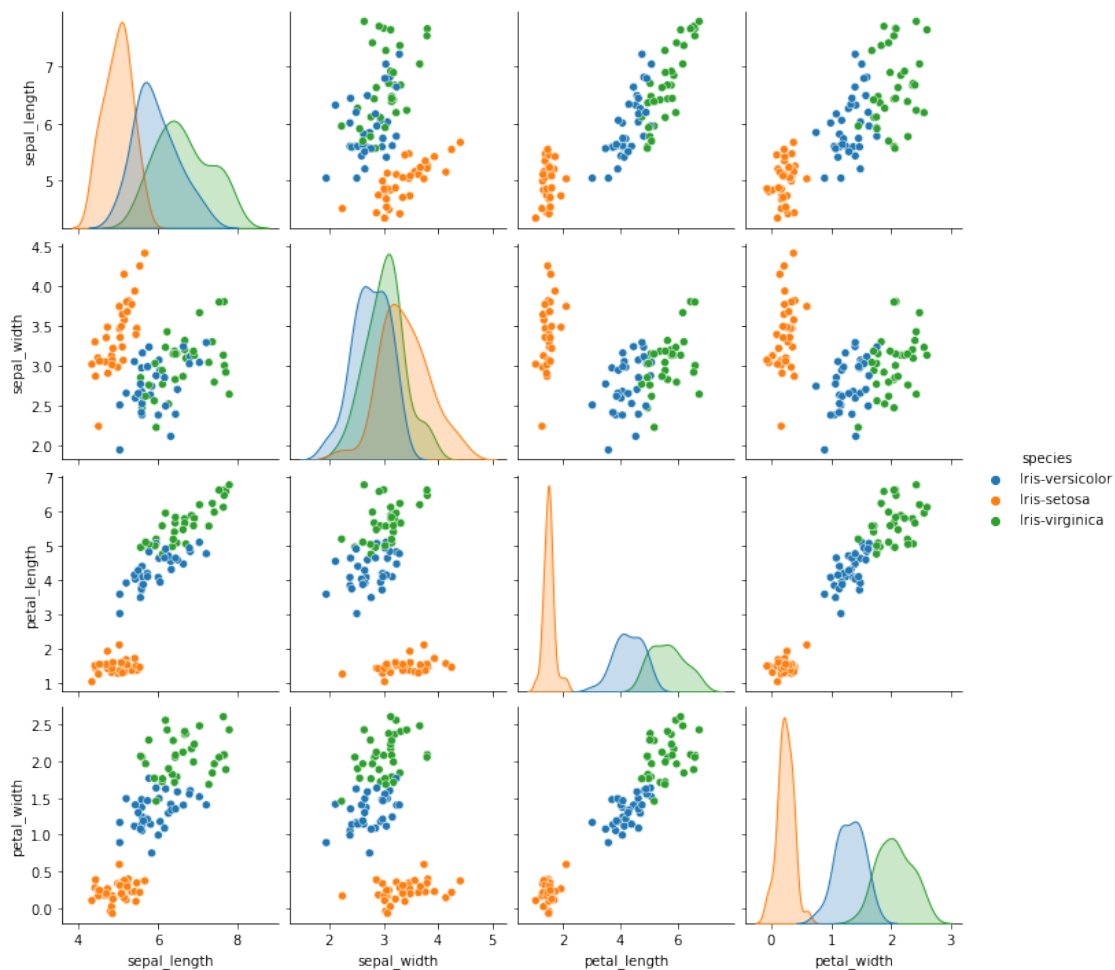 sepal_length
7
6
5
sepal_width
4.5
4.0
3.5
3.0
2.5
2.0
species
Iris-versicolor
Iris-setosa
Iris-virginica
petal_length
7
6
5
4
3
2
1
petal_width
2.5
2.0
1.5
1.0
0.5
0.0
4 6 8
2 3 4 5
2 4 6
0 1 2 3
sepal_length sepal_width petal_length petal_width